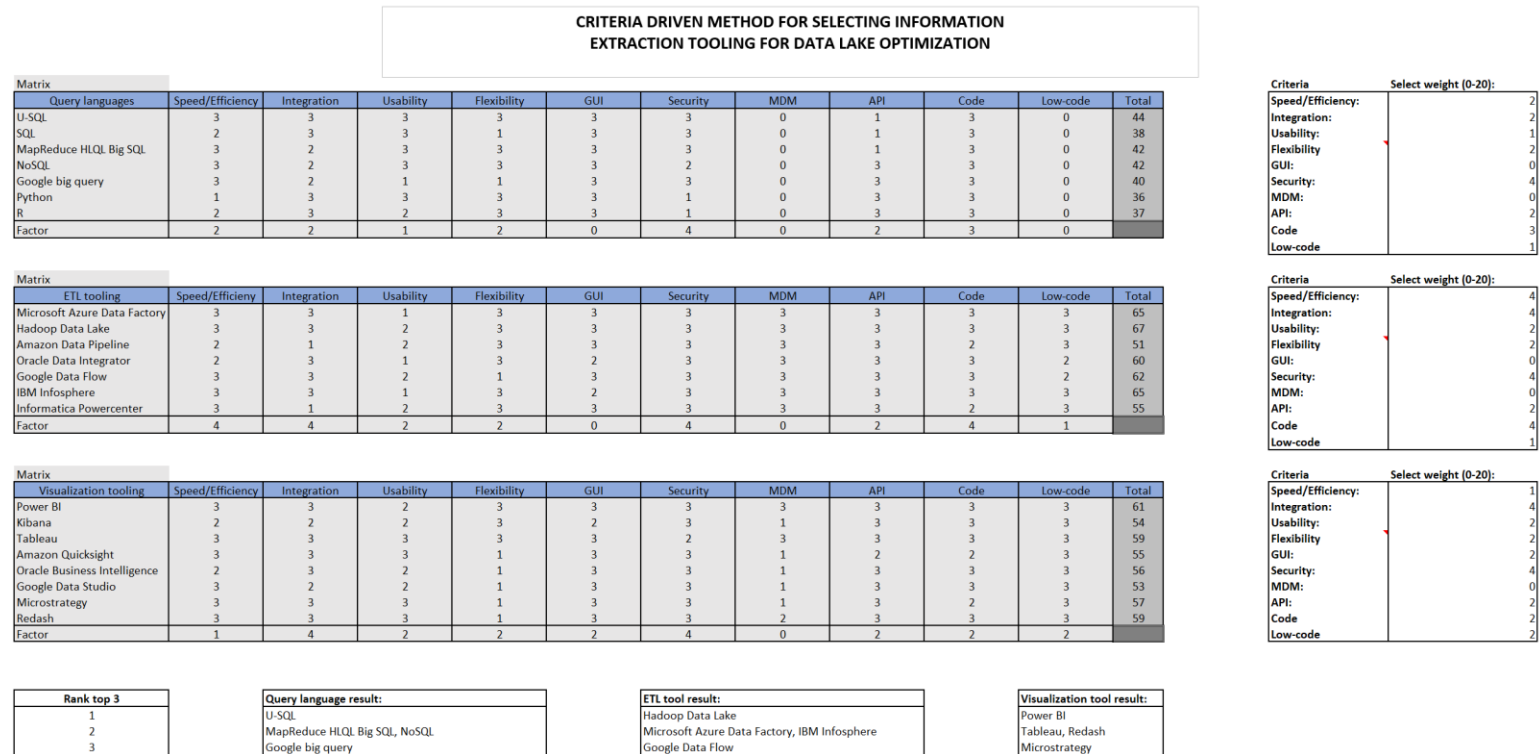 CRITERIA DRIVEN METHOD FOR SELECTING INFORMATION
EXTRACTION TOOLING FOR DATA LAKE OPTIMIZATION
Matrix
Query languages Speed/Efficiency Integration Usability Flexibility GUI Security MDM API Code Low-code Total
U-SQL 3 3 3 3 3 3 0 1 3 0 44
SQL 2 3 3 1 3 3 0 1 3 0 38
MapReduce HLQL Big SQL 3 2 3 3 3 3 0 1 3 0 42
NoSQL 3 2 3 3 3 2 0 3 3 0 42
Google big query 3 2 1 1 3 3 0 3 3 0 40
Python 1 3 3 3 3 1 0 3 3 0 36
R 2 3 2 3 3 1 0 3 3 0 37
Factor 2 2 1 2 0 4 0 2 3 0
Criteria Select weight (0-20):
Speed/Efficiency: 2
Integration: 2
Usability: 1
Flexibility 2
GUI: 0
Security: 4
MDM: 0
API: 2
Code 3
Low-code 1
Matrix
ETL tooling Speed/Efficieny Integration Usability Flexibility GUI Security MDM API Code Low-code Total
Microsoft Azure Data Factory 3 3 1 3 3 3 3 3 3 3 65
Hadoop Data Lake 3 3 2 3 3 3 3 3 3 3 67
Amazon Data Pipeline 2 1 2 3 3 3 3 3 2 3 51
Oracle Data Integrator 2 3 1 3 2 3 3 3 3 2 60
Google Data Flow 3 3 2 1 3 3 3 3 3 2 62
IBM Infosphere 3 3 1 3 2 3 3 3 3 3 65
Informatica Powercenter 3 1 2 3 3 3 3 3 2 3 55
Factor 4 4 2 2 0 4 0 2 4 1
Criteria Select weight (0-20):
Speed/Efficiency: 4
Integration: 4
Usability: 2
Flexibility 2
GUI: 0
Security: 4
MDM: 0
API: 2
Code 4
Low-code 1
Matrix
Visualization tooling Speed/Efficiency Integration Usability Flexibility GUI Security MDM API Code Low-code Total
Power BI 3 3 2 3 3 3 3 3 3 3 61
Kibana 2 2 2 3 2 3 1 3 3 3 54
Tableau 3 3 3 3 3 2 3 3 3 3 59
Amazon Quicksight 3 3 3 1 3 3 1 2 2 3 55
Oracle Business Intelligence 2 3 2 1 3 3 1 3 3 3 56
Google Data Studio 3 2 2 1 3 3 1 3 3 3 53
Microstrategy 3 3 3 1 3 3 1 3 2 3 57
Redash 3 3 3 1 3 3 2 3 3 3 59
Factor 1 4 2 2 2 4 0 2 2 2
Criteria Select weight (0-20):
Speed/Efficiency: 1
Integration: 4
Usability: 2
Flexibility 2
GUI: 2
Security: 4
MDM: 0
API: 2
Code 2
Low-code 2
Rank top 3 Query language result: ETL tool result: Visualization tool result:
1 U-SQL Hadoop Data Lake Power BI
2 MapReduce HLQL Big SQL, NoSQL Microsoft Azure Data Factory, IBM Infosphere Tableau, Redash
3 Google big query Google Data Flow Microstrategy